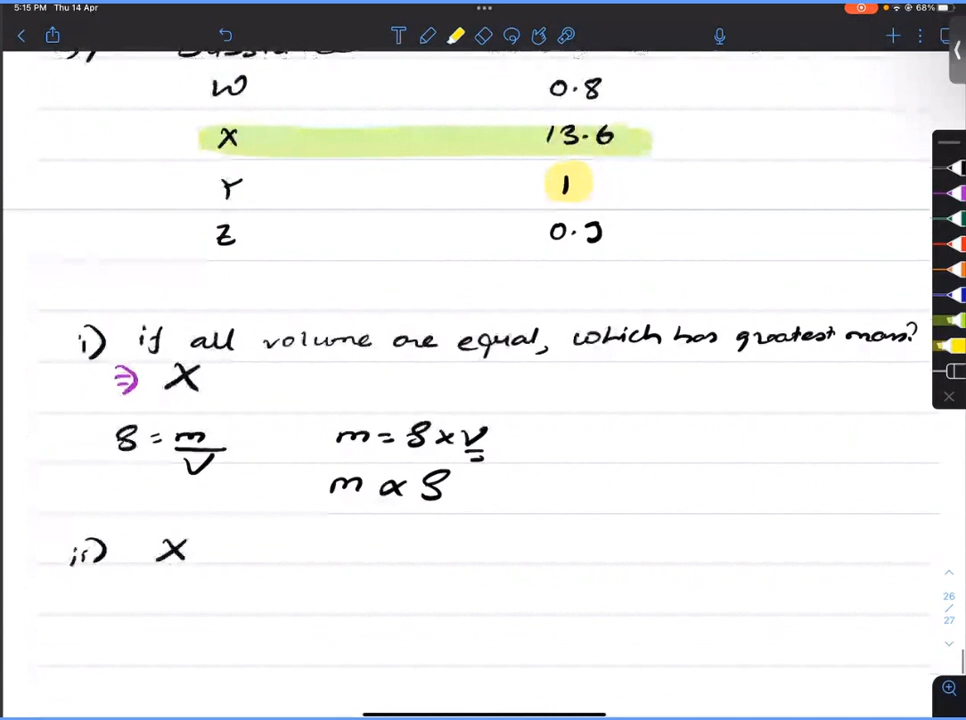 5:15 PM Thu 14 Apr
68%
W 0.8
X 13.6
Y 1
Z 0.9
i) if all volume are equal, which has greatest mass?
⇒ X
ρ = m/V m = ρ x V
m ∝ ρ
ii) X
26
/
27